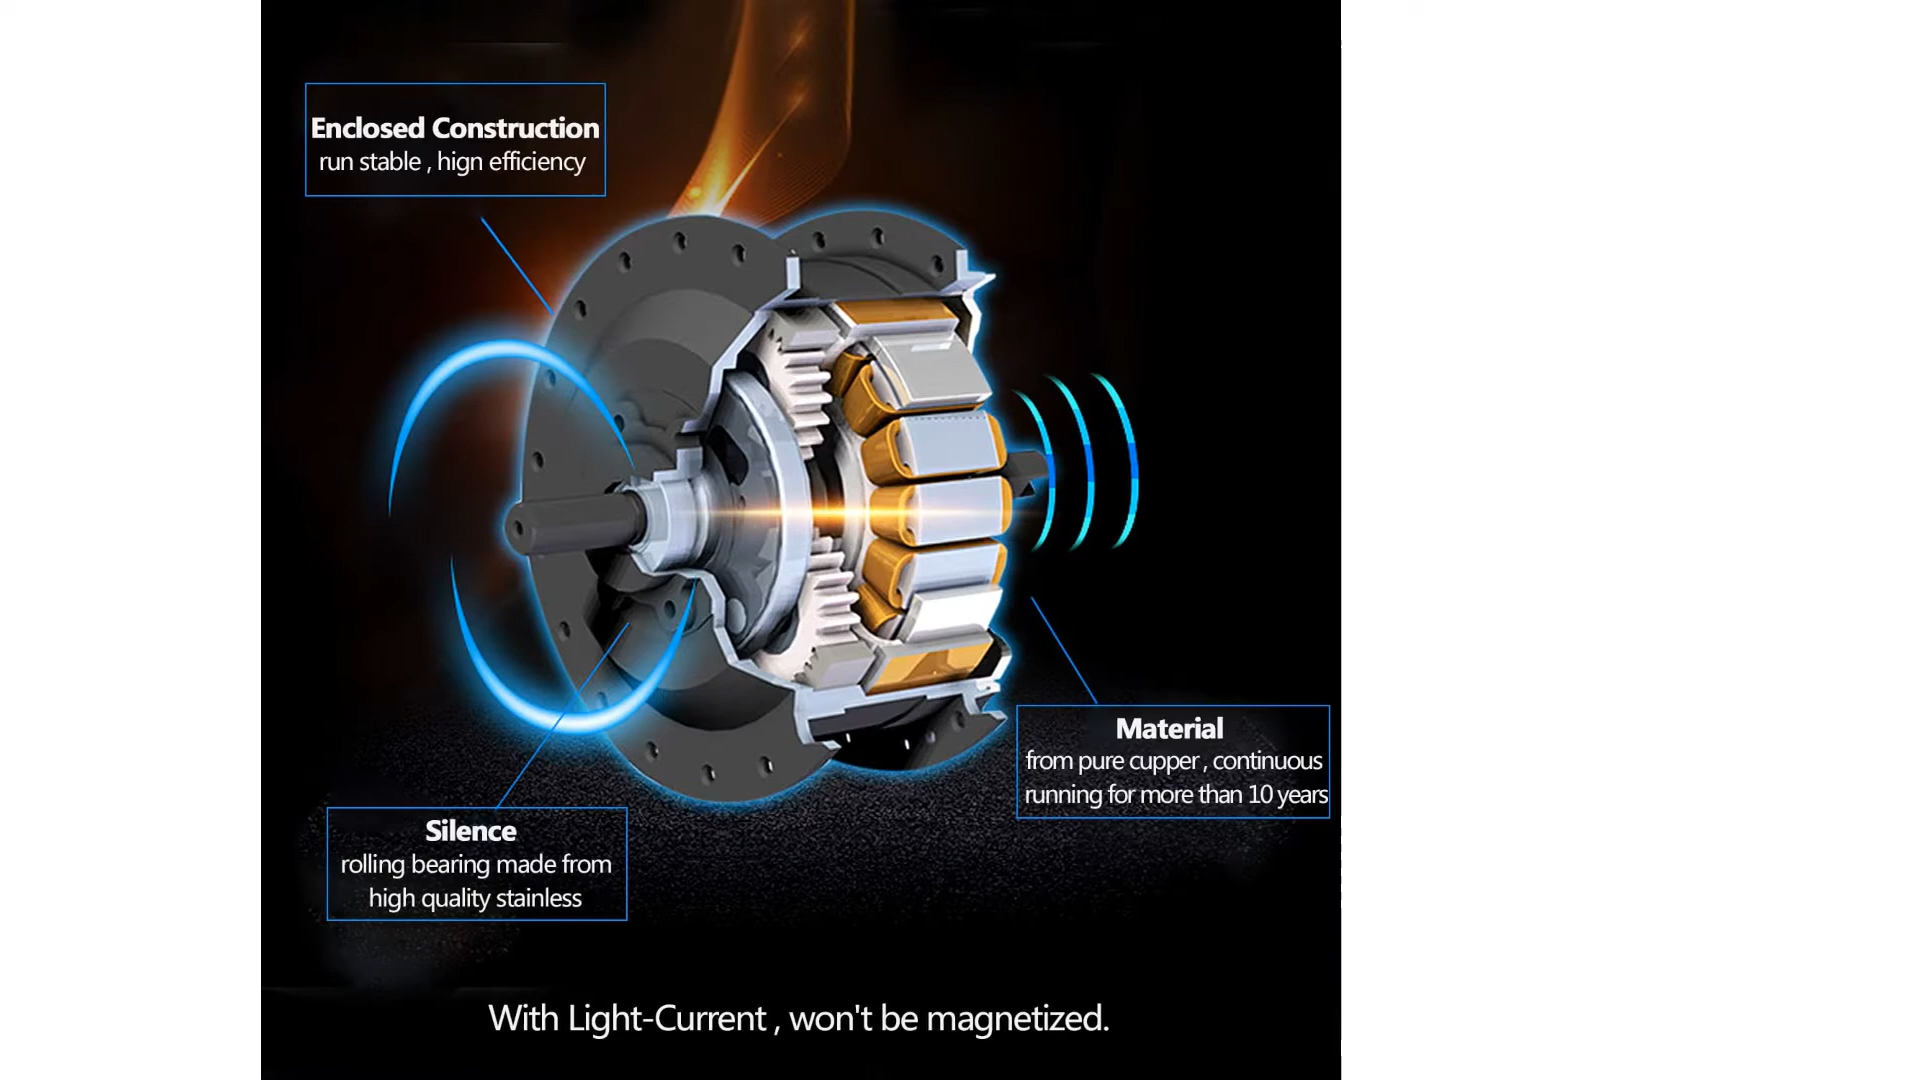 Enclosed Construction
run stable , hign efficiency
Material
from pure cupper , continuous
running for more than 10 years
Silence
rolling bearing made from
high quality stainless
With Light-Current , won't be magnetized.